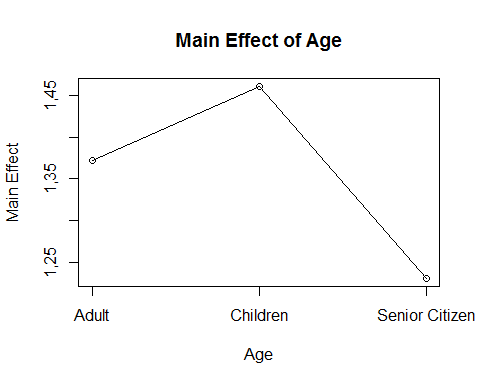 Main Effect of Age
Main Effect
1,45
1,35
1,25
Adult
Children
Senior Citizen
Age